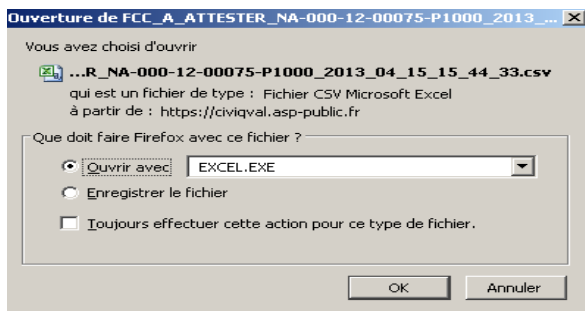 Ouverture de FCC_A_ATTESTER_NA-000-12-00075-P1000_2013_...
Vous avez choisi d'ouvrir
...R_NA-000-12-00075-P1000_2013_04_15_15_44_33.csv
qui est un fichier de type : Fichier CSV Microsoft Excel
à partir de : https://civiqval.asp-public.fr
Que doit faire Firefox avec ce fichier ?
Ouvrir avec EXCEL.EXE
Enregistrer le fichier
Toujours effectuer cette action pour ce type de fichier.
OK Annuler